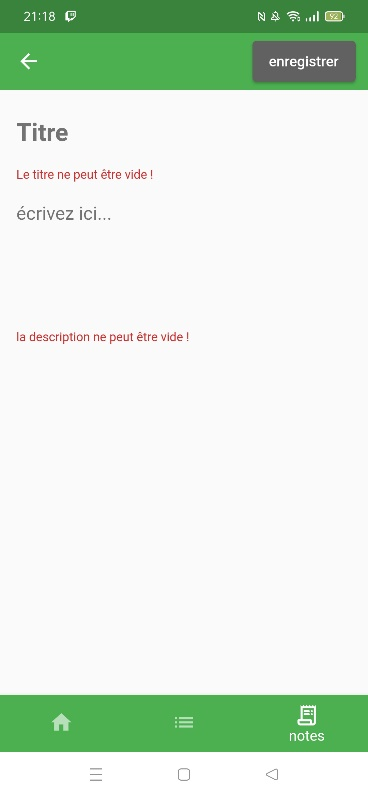 21:18
92
enregistrer
Titre
Le titre ne peut être vide !
écrivez ici...
la description ne peut être vide !
notes